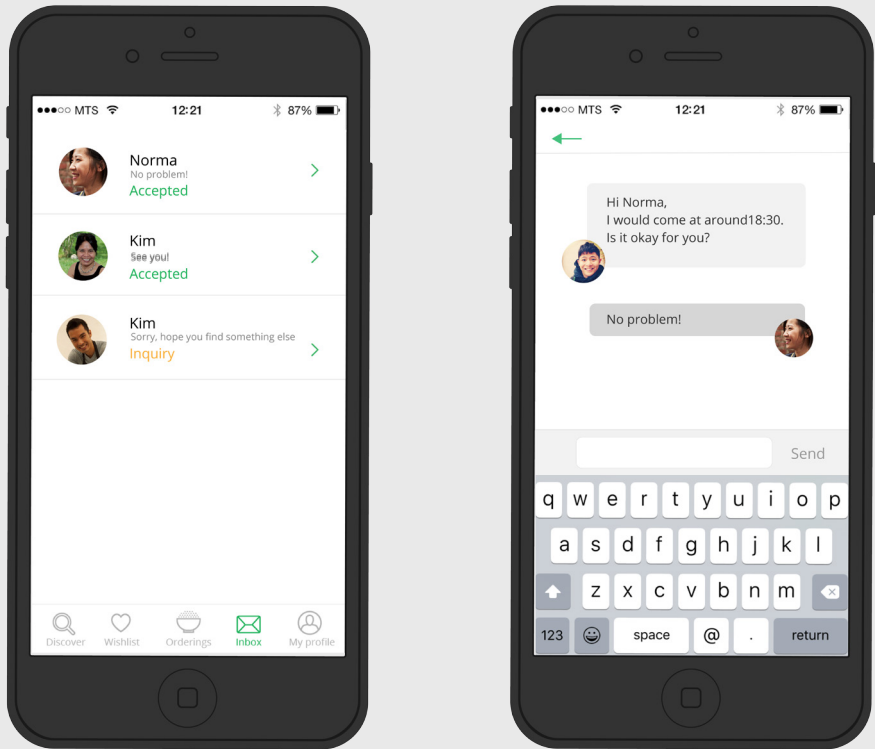 MTS 12:21 87%
Norma
No problem!
Accepted
Kim
See you!
Accepted
Kim
Sorry, hope you find something else
Inquiry
Discover Wishlist Orderings Inbox My profile
MTS 12:21 87%
Hi Norma,
I would come at around18:30.
Is it okay for you?
No problem!
Send
q w e r t y u i o p
a s d f g h j k l
z x c v b n m
123 space @ . return